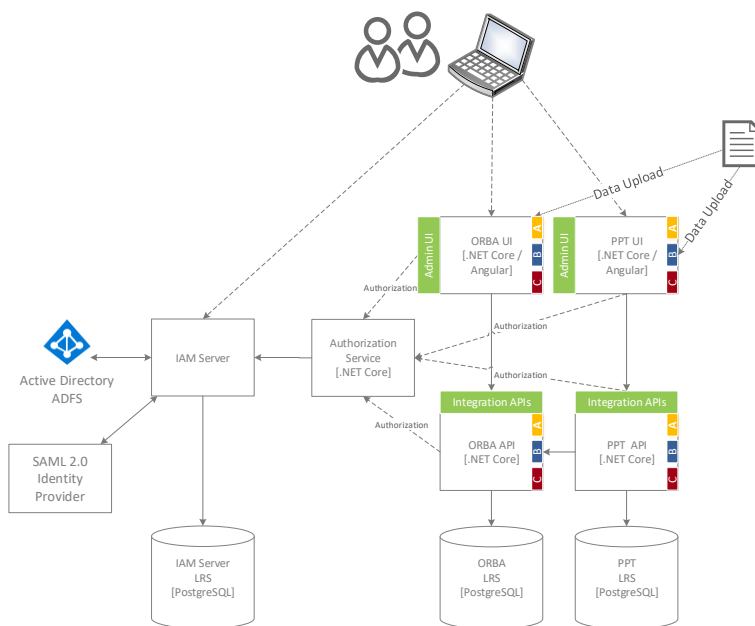 Data Upload
Data Upload
Admin UI
ORBA UI
[.NET Core /
Angular]
A
B
C
Admin UI
PPT UI
[.NET Core /
Angular]
A
B
C
Authorization
Authorization
Active Directory
ADFS
IAM Server
Authorization
Service
[.NET Core]
Authorization
Authorization
SAML 2.0
Identity
Provider
Integration APIs
ORBA API
[.NET Core]
A
B
C
Integration APIs
PPT  API
[.NET Core]
A
B
C
IAM Server
LRS
[PostgreSQL]
ORBA
LRS
[PostgreSQL]
PPT
LRS
[PostgreSQL]